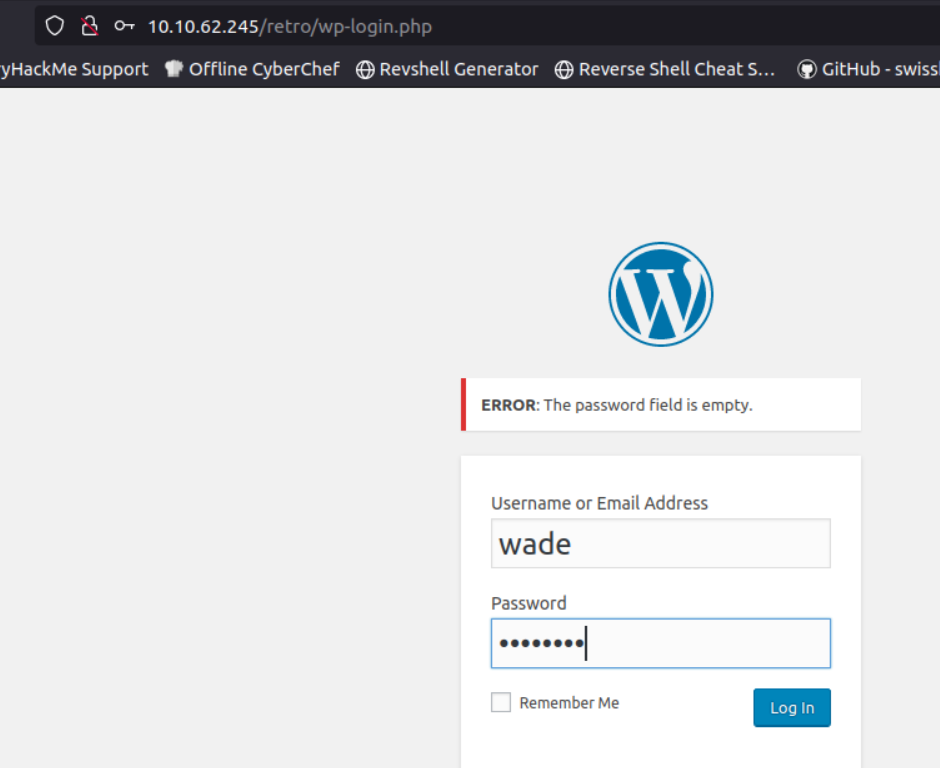 10.10.62.245/retro/wp-login.php
yHackMe Support Offline CyberChef Revshell Generator Reverse Shell Cheat S... GitHub - swiss
ERROR: The password field is empty.
Username or Email Address
wade
Password
••••••••
Remember Me
Log In